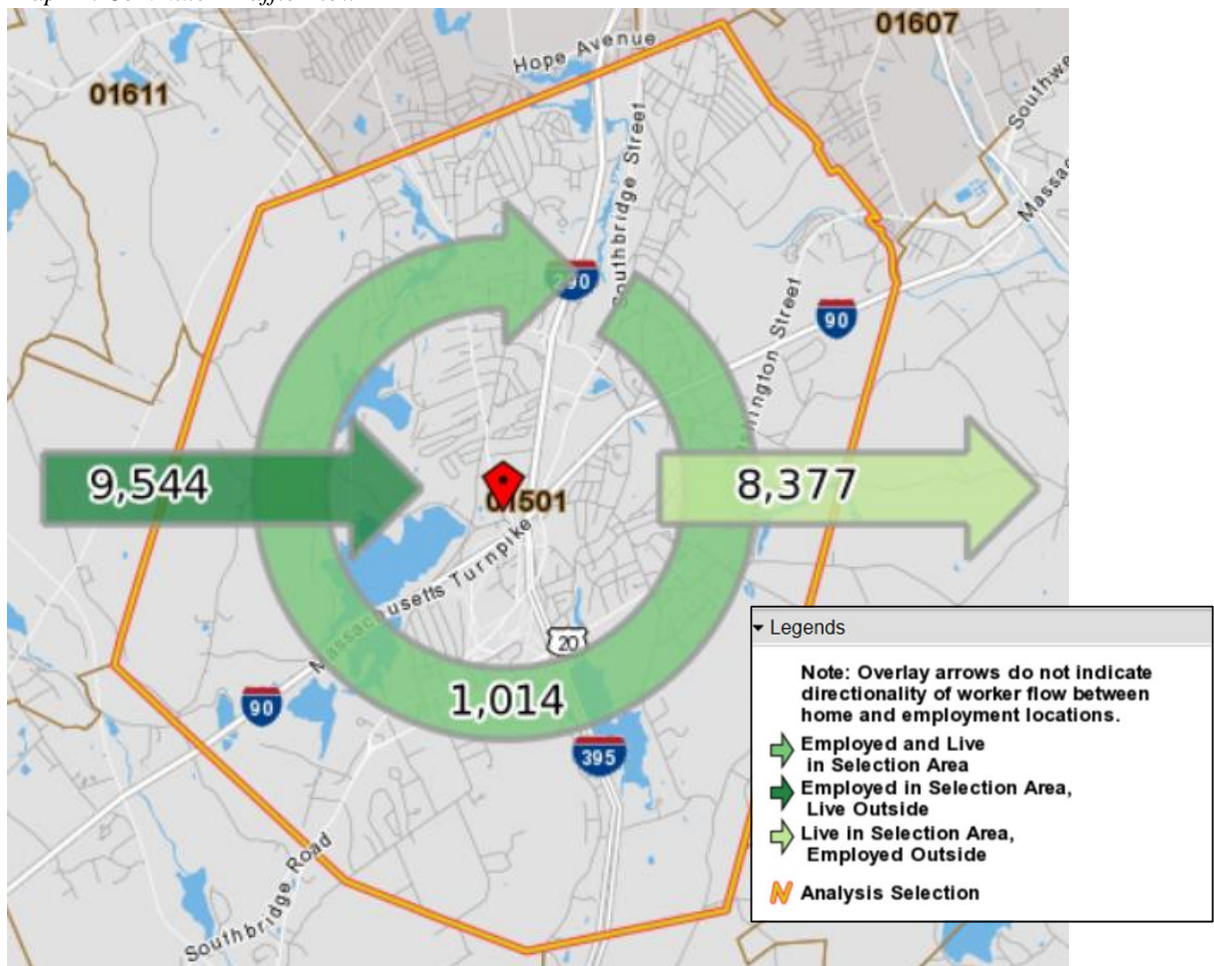 Hope Avenue
01607
01611
Southbridge Street
Massa
290
90
9,544
8,377
01501
Massachusetts Turnpike
20
1,014
90
395
Southbridge Road
Legends
Note: Overlay arrows do not indicate
directionality of worker flow between
home and employment locations.
Employed and Live
in Selection Area
Employed in Selection Area,
Live Outside
Live in Selection Area,
Employed Outside
Analysis Selection